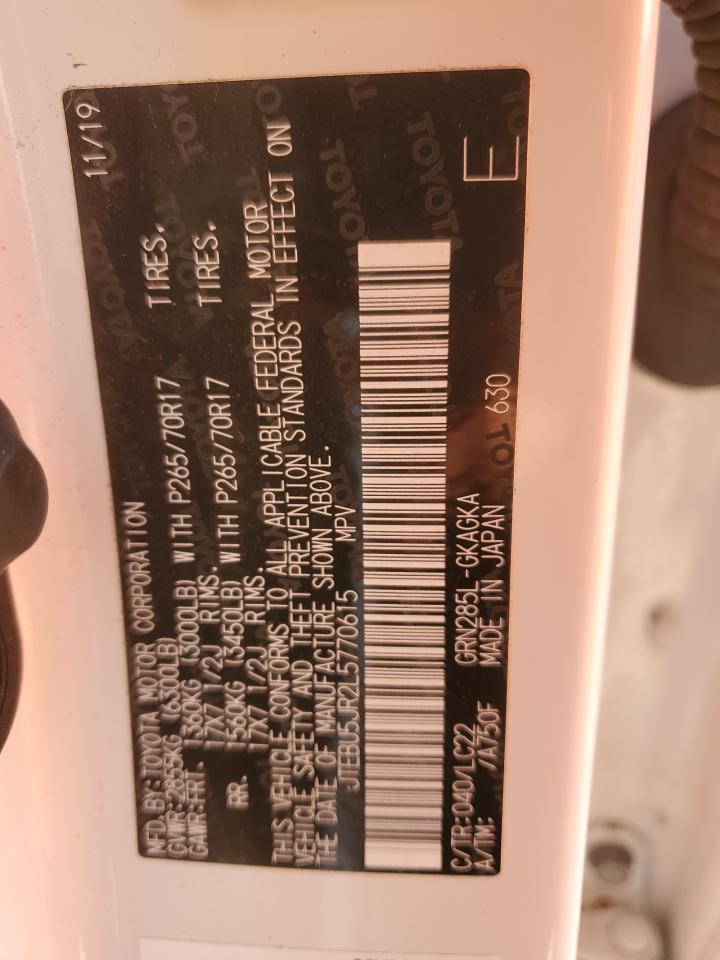 MFD.BY:TOYOTA MOTOR CORPORATION 11/19
GVWR:2855KG (6300LB)
GAWR:FRT. 1360KG (3000LB) WITH P265/70R17 TIRES,
17X7 1/2J RIMS.
RR. 1560KG (3450LB) WITH P265/70R17 TIRES,
17X7 1/2J RIMS.
THIS VEHICLE CONFORMS TO ALL APPLICABLE FEDERAL MOTOR
VEHICLE SAFETY AND THEFT PREVENTION STANDARDS IN EFFECT ON
THE DATE OF MANUFACTURE SHOWN ABOVE.
JTEBU5JR2L5770615 MPV
C/TR:040/LC22 GRN285L-GKAGKA 630
A/TM: /A750F MADE IN JAPAN E